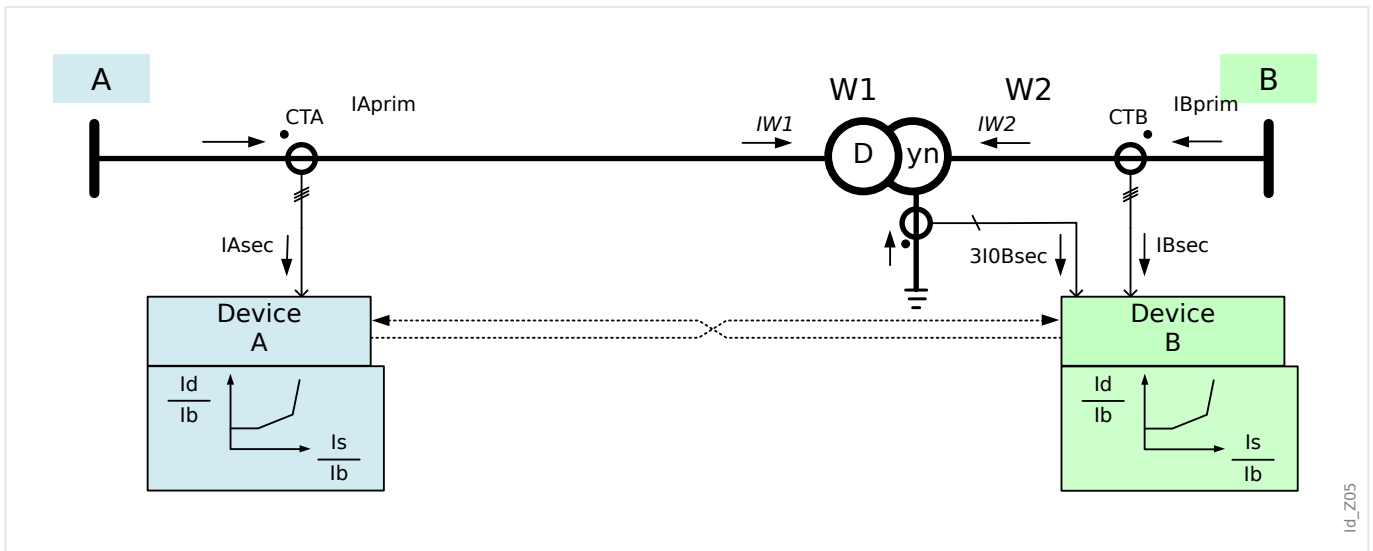 A
B
W1
W2
IAprim
IBprim
CTA
CTB
IW1
IW2
D
yn
IAsec
3I0Bsec
IBsec
Device
A
Device
B
Id
Ib
Is
Ib
Id
Ib
Is
Ib
Id_Z05